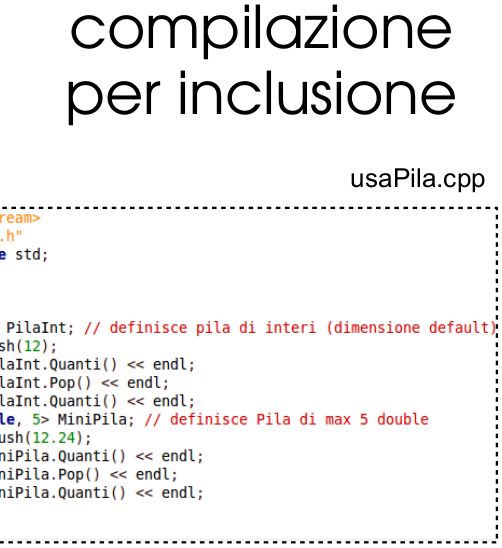 compilazione
per inclusione
usaPila.cpp
ream>
.h"
e std;
PilaInt; // definisce pila di interi (dimensione default)
sh(12);
laInt.Quanti() << endl;
laInt.Pop() << endl;
laInt.Quanti() << endl;
le, 5> MiniPila; // definisce Pila di max 5 double
ush(12.24);
niPila.Quanti() << endl;
niPila.Pop() << endl;
niPila.Quanti() << endl;